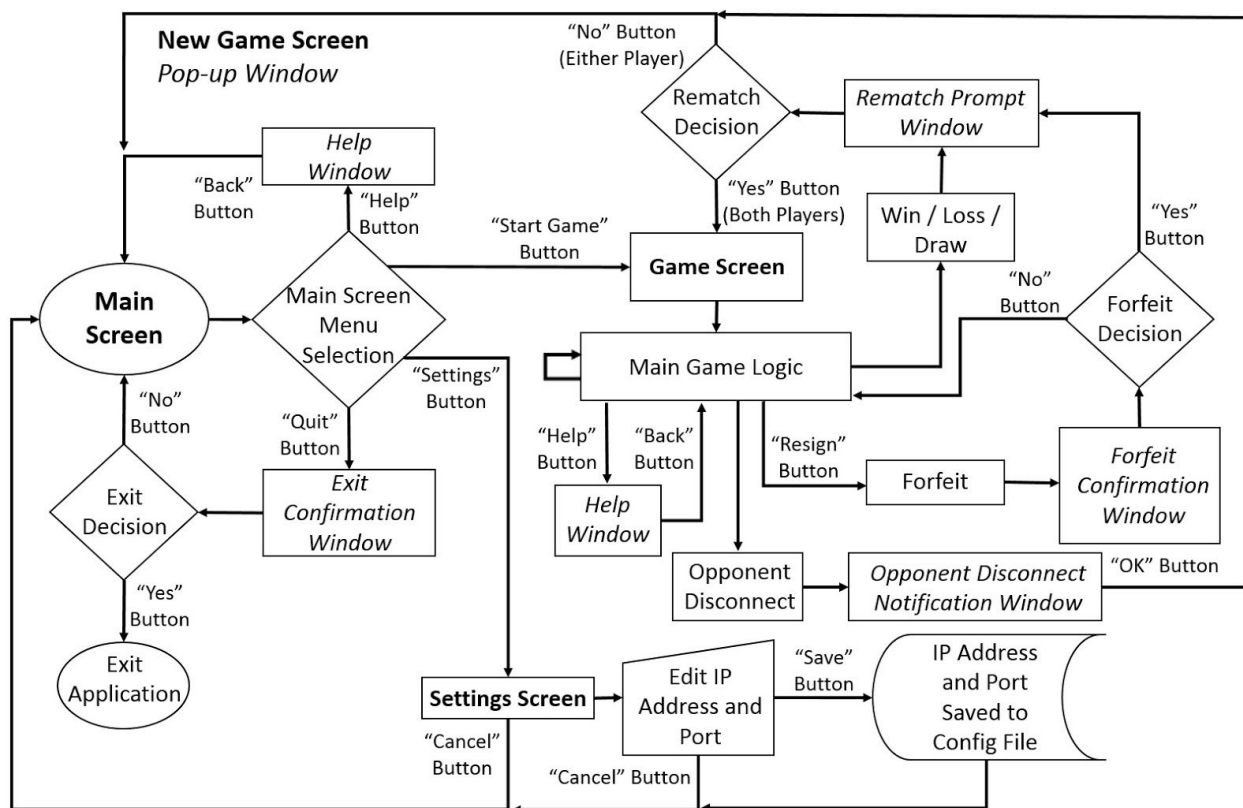 New Game Screen
Pop-up Window
“No” Button
(Either Player)
Rematch
Decision
Rematch Prompt
Window
Help
Window
“Back”
Button
“Help”
Button
“Yes” Button
(Both Players)
Win / Loss /
Draw
“Yes”
Button
“Start Game”
Button
Game Screen
Main
Screen
Main Screen
Menu
Selection
“No”
Button
Forfeit
Decision
Main Game Logic
“Settings”
Button
“No”
Button
“Quit”
Button
“Help”
Button
“Back”
Button
“Resign”
Button
Exit
Decision
Exit
Confirmation
Window
Help
Window
Forfeit
Forfeit
Confirmation
Window
“Yes”
Button
Opponent
Disconnect
Opponent Disconnect
Notification Window
“OK” Button
Exit
Application
Settings Screen
Edit IP
Address and
Port
“Save”
Button
IP Address
and Port
Saved to
Config File
“Cancel”
Button
“Cancel” Button